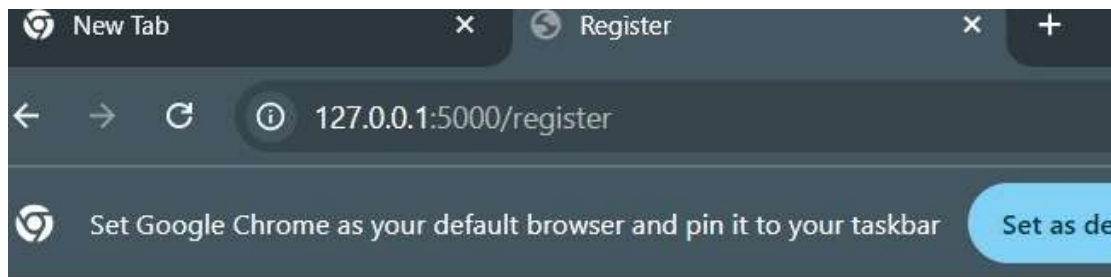 New Tab Register
127.0.0.1:5000/register
Set Google Chrome as your default browser and pin it to your taskbar Set as de